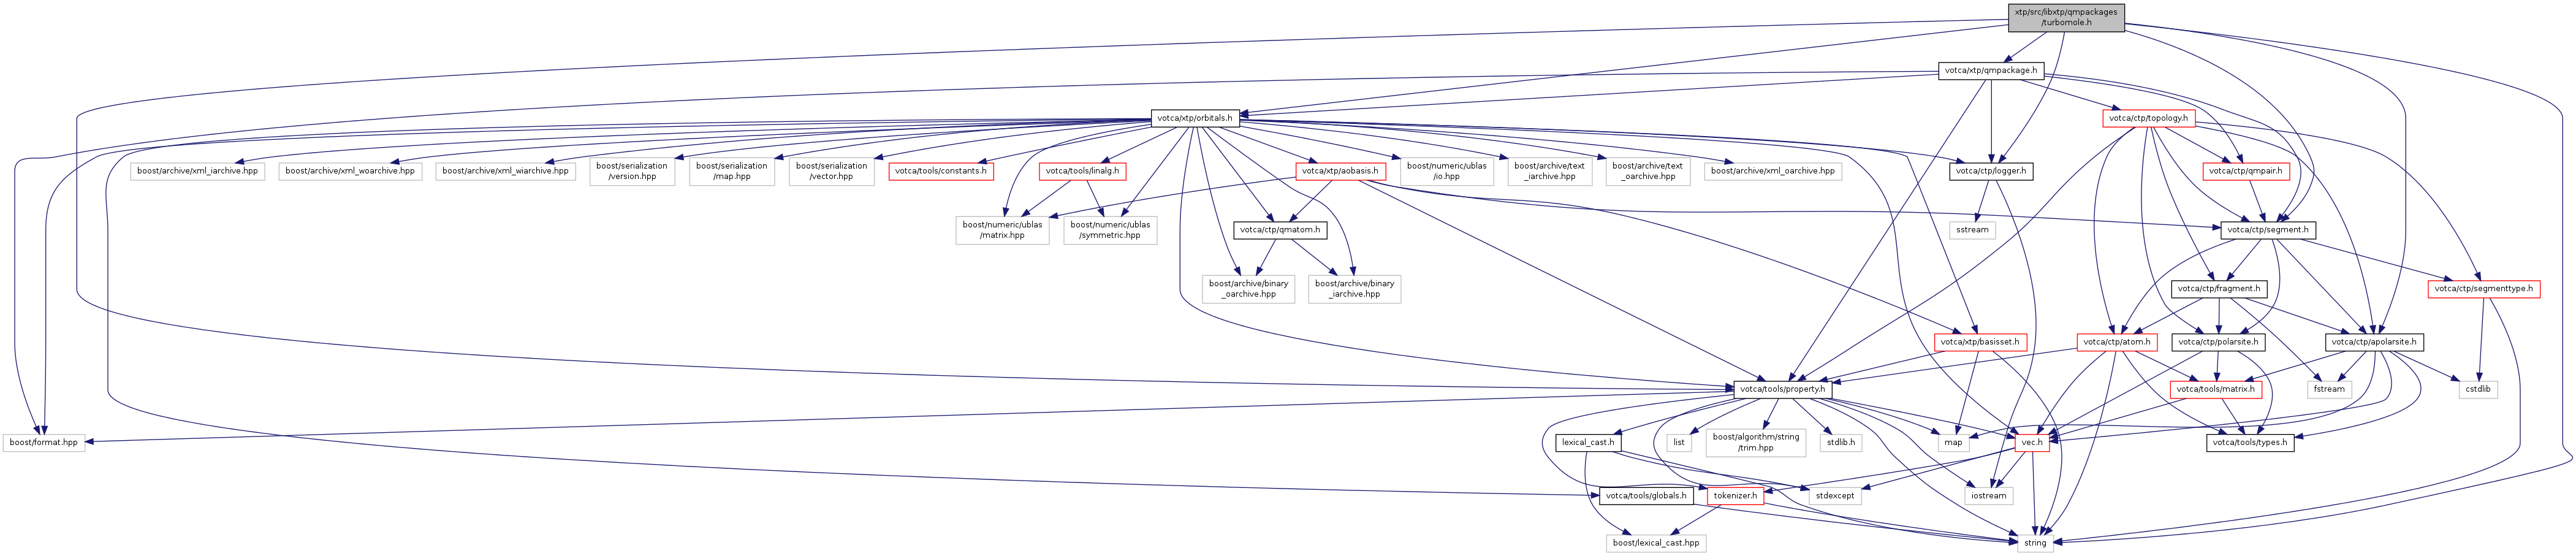 xtp/src/libxtp/qmpackages
/turbomole.h
votca/xtp/qmpackage.h
votca/xtp/orbitals.h
votca/ctp/topology.h
boost/archive/xml_iarchive.hpp
boost/archive/xml_woarchive.hpp
boost/archive/xml_wiarchive.hpp
boost/serialization
/version.hpp
boost/serialization
/map.hpp
boost/serialization
/vector.hpp
votca/tools/constants.h
votca/tools/linalg.h
votca/xtp/aobasis.h
boost/numeric/ublas
/io.hpp
boost/archive/text
_iarchive.hpp
boost/archive/text
_oarchive.hpp
boost/archive/xml_oarchive.hpp
votca/ctp/logger.h
votca/ctp/qmpair.h
boost/numeric/ublas
/matrix.hpp
boost/numeric/ublas
/symmetric.hpp
votca/ctp/qmatom.h
sstream
votca/ctp/segment.h
boost/archive/binary
_oarchive.hpp
boost/archive/binary
_iarchive.hpp
votca/ctp/fragment.h
votca/ctp/segmenttype.h
votca/xtp/basisset.h
votca/ctp/atom.h
votca/ctp/polarsite.h
votca/ctp/apolarsite.h
votca/tools/property.h
votca/tools/matrix.h
fstream
cstdlib
boost/format.hpp
lexical_cast.h
list
boost/algorithm/string
/trim.hpp
stdlib.h
map
vec.h
votca/tools/types.h
votca/tools/globals.h
tokenizer.h
stdexcept
iostream
boost/lexical_cast.hpp
string